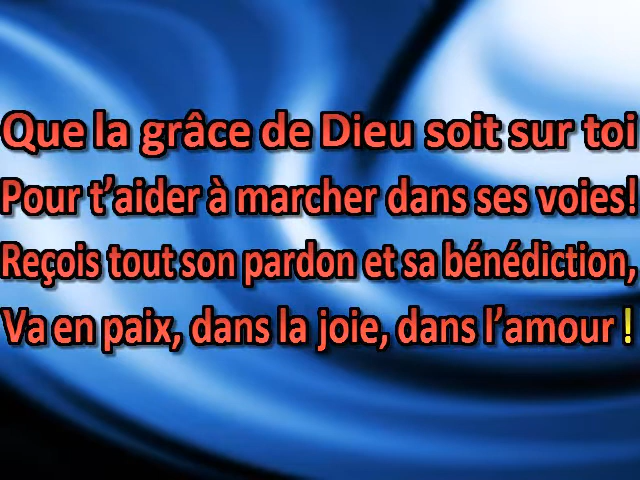 Que la grâce de Dieu soit sur toi
Pour t’aider à marcher dans ses voies!
Reçois tout son pardon et sa bénédiction,
Va en paix, dans la joie, dans l’amour !